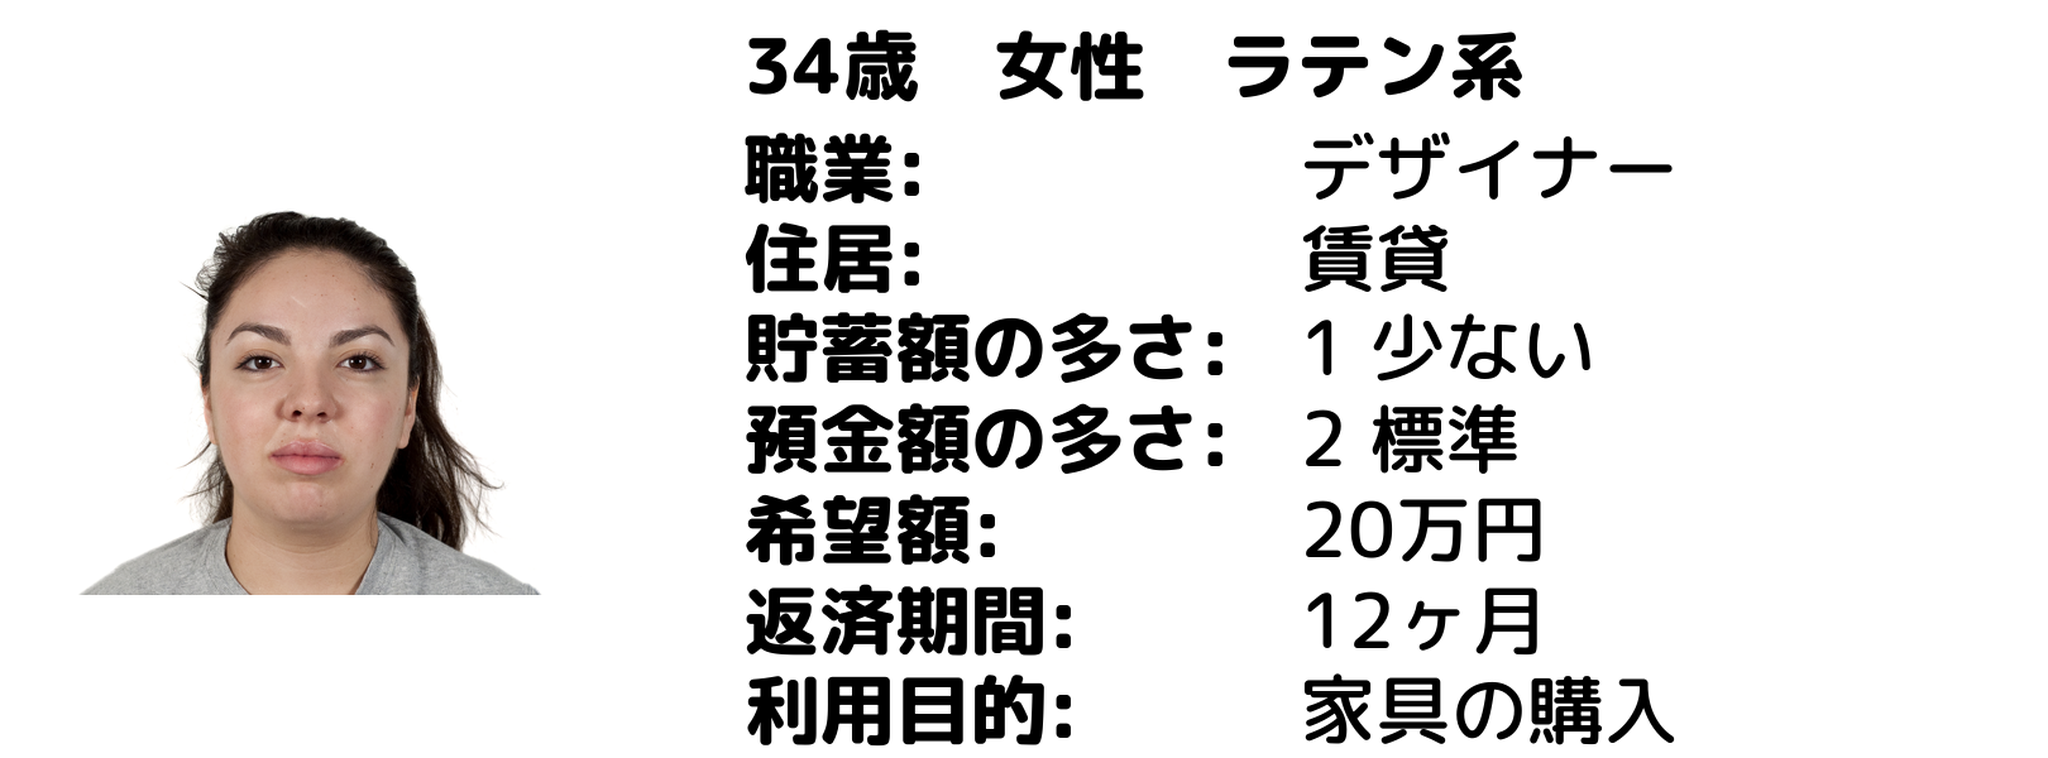 34歳　女性　ラテン系
職業: デザイナー
住居: 賃貸
貯蓄額の多さ: 1 少ない
預金額の多さ: 2 標準
希望額: 20万円
返済期間: 12ヶ月
利用目的: 家具の購入